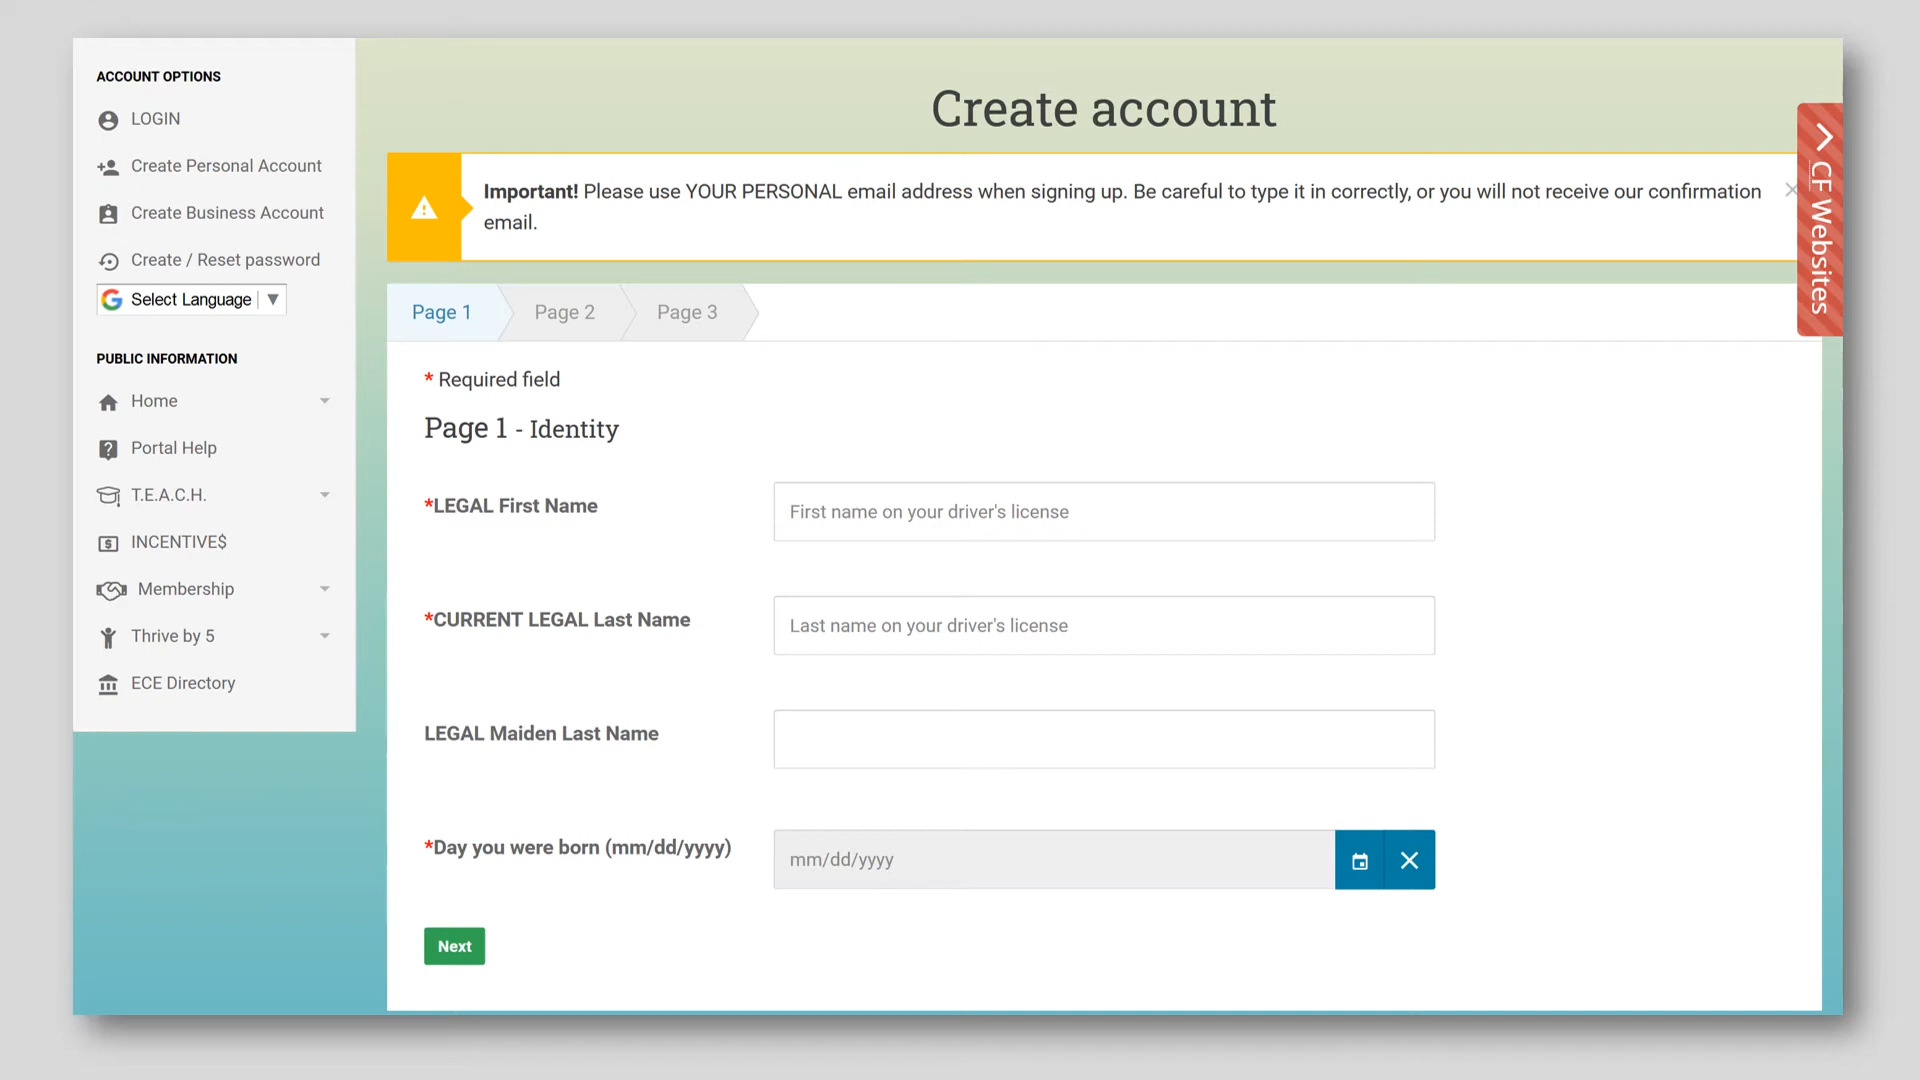 ACCOUNT OPTIONS
LOGIN
Create Personal Account
Create Business Account
Create / Reset password
Select Language ▼
PUBLIC INFORMATION
Home
Portal Help
T.E.A.C.H.
INCENTIVE$
Membership
Thrive by 5
ECE Directory
Create account
Important! Please use YOUR PERSONAL email address when signing up. Be careful to type it in correctly, or you will not receive our confirmation
email.
CF Websites
Page 1
Page 2
Page 3
* Required field
Page 1 - Identity
*LEGAL First Name
First name on your driver's license
*CURRENT LEGAL Last Name
Last name on your driver's license
LEGAL Maiden Last Name
*Day you were born (mm/dd/yyyy)
mm/dd/yyyy
Next